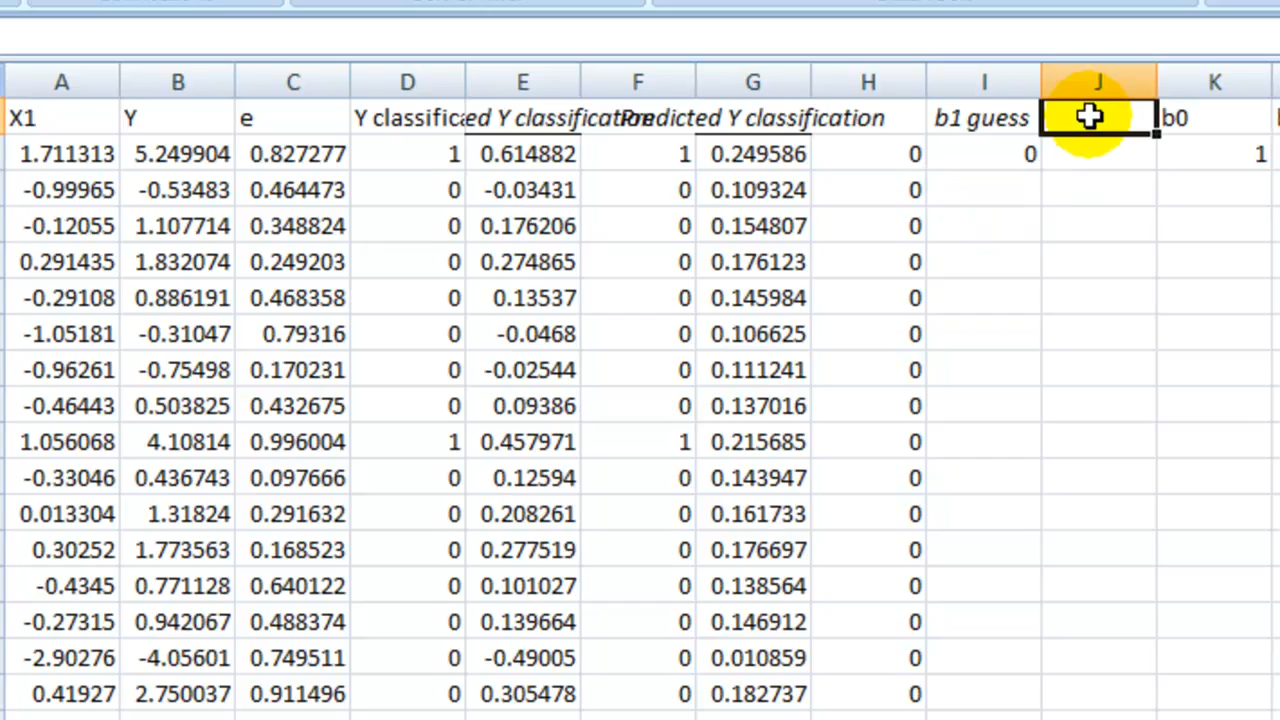 A B C D E F G H I J K
X1 Y e Y classifica ed Y classification Predicted Y classification b1 guess b0
1.711313 5.249904 0.827277 1 0.614882 1 0.249586 0 0 1
-0.99965 -0.53483 0.464473 0 -0.03431 0 0.109324 0
-0.12055 1.107714 0.348824 0 0.176206 0 0.154807 0
0.291435 1.832074 0.249203 0 0.274865 0 0.176123 0
-0.29108 0.886191 0.468358 0 0.13537 0 0.145984 0
-1.05181 -0.31047 0.79316 0 -0.0468 0 0.106625 0
-0.96261 -0.75498 0.170231 0 -0.02544 0 0.111241 0
-0.46443 0.503825 0.432675 0 0.09386 0 0.137016 0
1.056068 4.10814 0.996004 1 0.457971 1 0.215685 0
-0.33046 0.436743 0.097666 0 0.12594 0 0.143947 0
0.013304 1.31824 0.291632 0 0.208261 0 0.161733 0
0.30252 1.773563 0.168523 0 0.277519 0 0.176697 0
-0.4345 0.771128 0.640122 0 0.101027 0 0.138564 0
-0.27315 0.942067 0.488374 0 0.139664 0 0.146912 0
-2.90276 -4.05601 0.749511 0 -0.49005 0 0.010859 0
0.41927 2.750037 0.911496 0 0.305478 0 0.182737 0